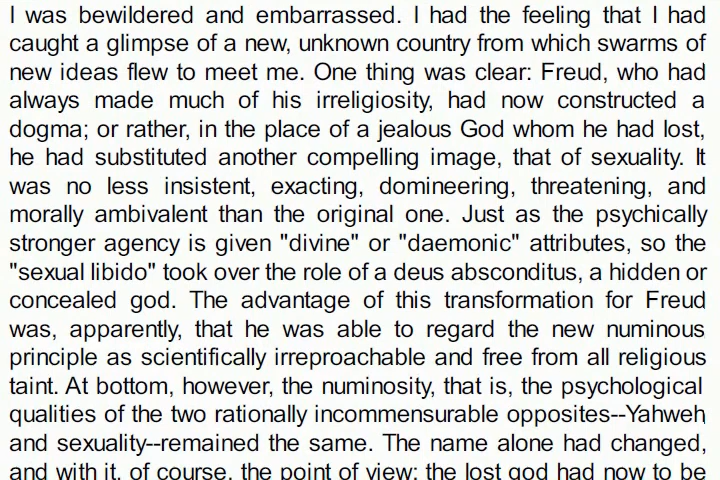 I was bewildered and embarrassed. I had the feeling that I had
caught a glimpse of a new, unknown country from which swarms of
new ideas flew to meet me. One thing was clear: Freud, who had
always made much of his irreligiosity, had now constructed a
dogma; or rather, in the place of a jealous God whom he had lost,
he had substituted another compelling image, that of sexuality. It
was no less insistent, exacting, domineering, threatening, and
morally ambivalent than the original one. Just as the psychically
stronger agency is given "divine" or "daemonic" attributes, so the
"sexual libido" took over the role of a deus absconditus, a hidden or
concealed god. The advantage of this transformation for Freud
was, apparently, that he was able to regard the new numinous
principle as scientifically irreproachable and free from all religious
taint. At bottom, however, the numinosity, that is, the psychological
qualities of the two rationally incommensurable opposites--Yahweh
and sexuality--remained the same. The name alone had changed,
and with it, of course, the point of view: the lost god had now to be